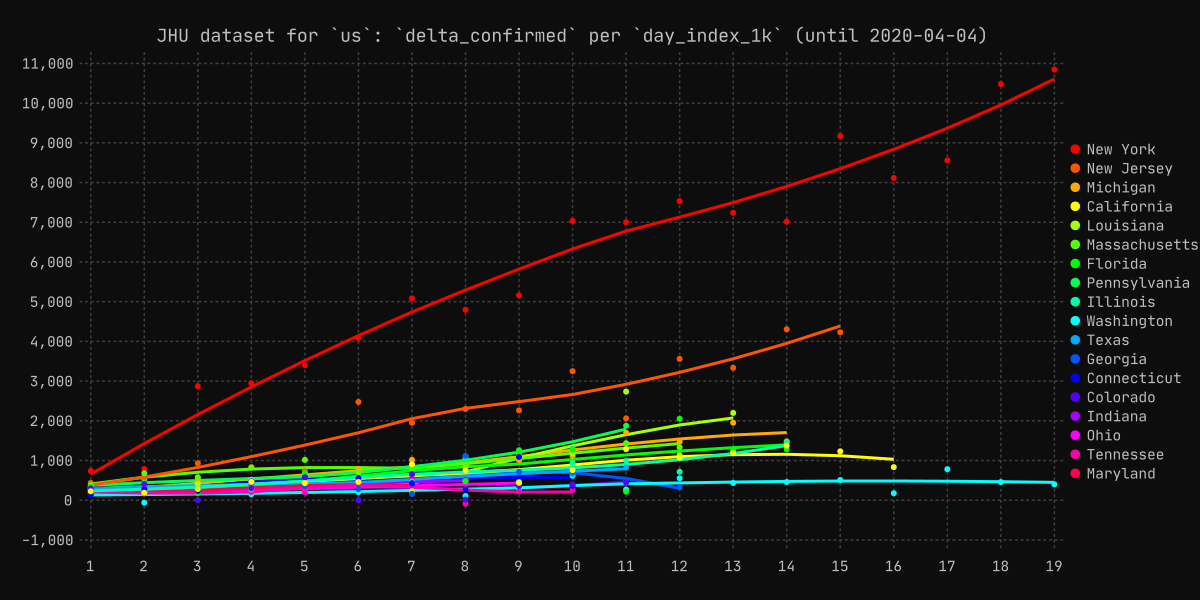 JHU dataset for `us`: `delta_confirmed` per `day_index_1k` (until 2020-04-04)
11,000
10,000
9,000
8,000
7,000
6,000
5,000
4,000
3,000
2,000
1,000
0
−1,000
1 2 3 4 5 6 7 8 9 10 11 12 13 14 15 16 17 18 19
New York
New Jersey
Michigan
California
Louisiana
Massachusetts
Florida
Pennsylvania
Illinois
Washington
Texas
Georgia
Connecticut
Colorado
Indiana
Ohio
Tennessee
Maryland